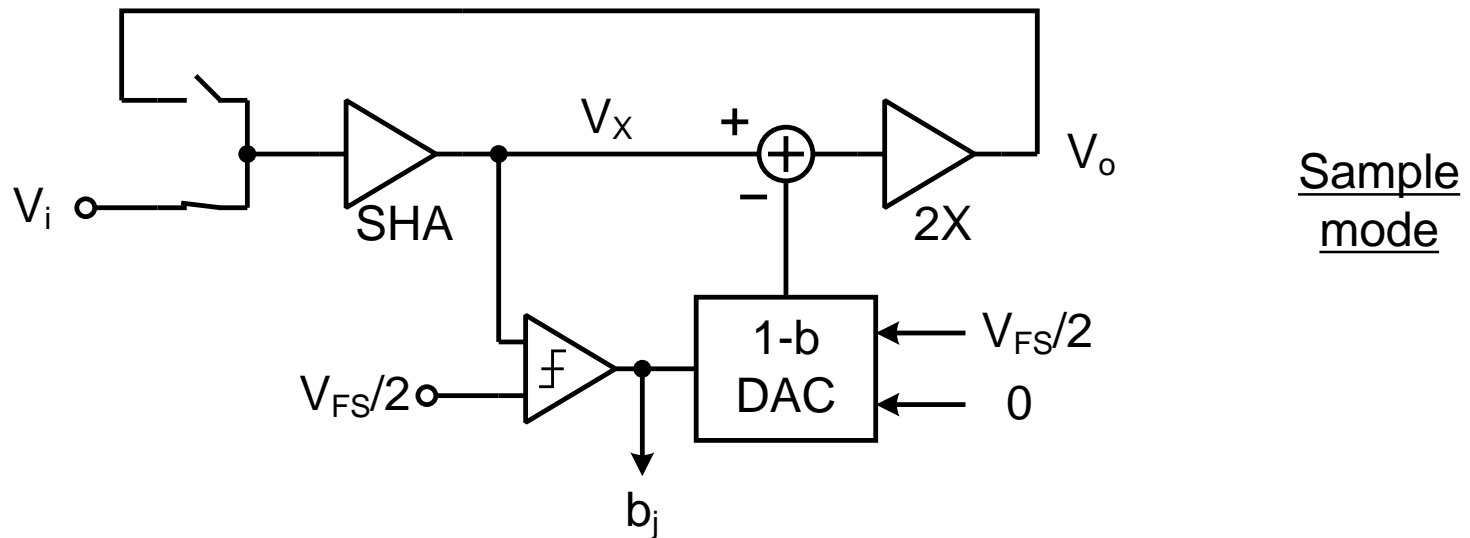 V_X
+
V_i
SHA
−
2X
V_o
Sample
mode
V_FS/2
1-b
DAC
V_FS/2
0
b_j